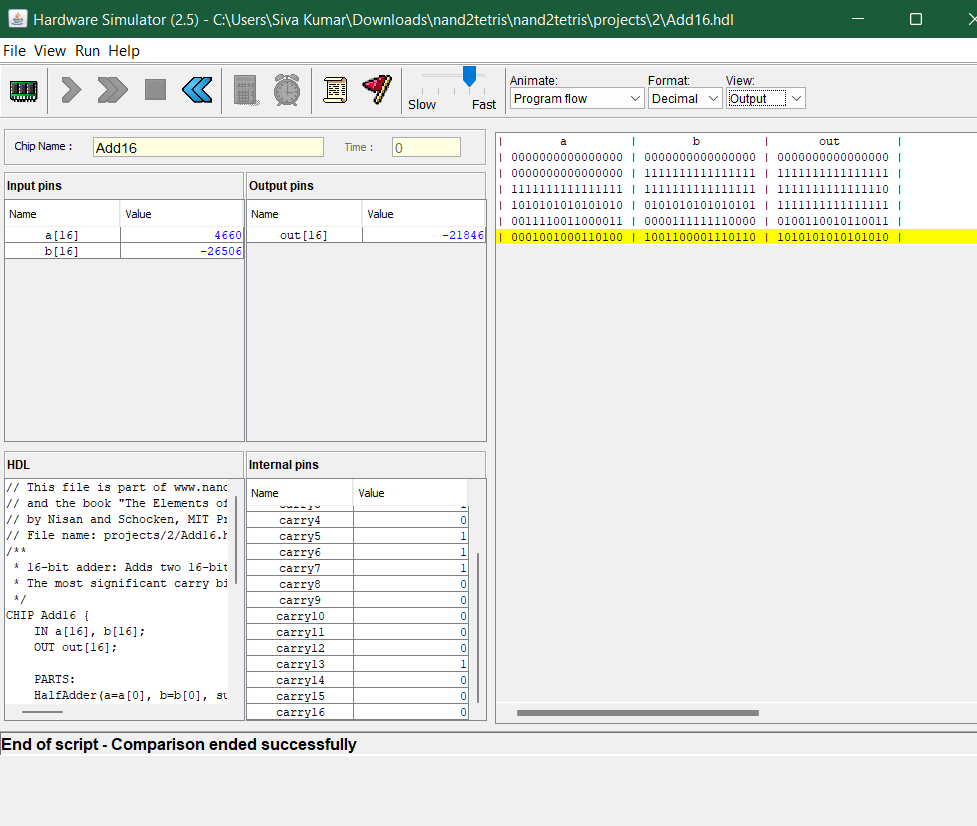 Hardware Simulator (2.5) - C:\Users\Siva Kumar\Downloads\nand2tetris\nand2tetris\projects\2\Add16.hdl
File View Run Help
Slow Fast
Animate: Format: View:
Program flow Decimal Output
Chip Name : Add16 Time : 0
Input pins
Name Value
a[16] 4660
b[16] -26506
Output pins
Name Value
out[16] -21846
HDL
// This file is part of www.nand
// and the book "The Elements of
// by Nisan and Schocken, MIT Pr
// File name: projects/2/Add16.h
/**
* 16-bit adder: Adds two 16-bit
* The most significant carry bi
*/
CHIP Add16 {
IN a[16], b[16];
OUT out[16];
PARTS:
HalfAdder(a=a[0], b=b[0], su
Internal pins
Name Value
carry4 0
carry5 1
carry6 1
carry7 1
carry8 0
carry9 0
carry10 0
carry11 0
carry12 0
carry13 1
carry14 0
carry15 0
carry16 0
| a | b | out |
| 0000000000000000 | 0000000000000000 | 0000000000000000 |
| 0000000000000000 | 1111111111111111 | 1111111111111111 |
| 1111111111111111 | 1111111111111111 | 1111111111111110 |
| 1010101010101010 | 0101010101010101 | 1111111111111111 |
| 0011110011000011 | 0000111111110000 | 0100110010110011 |
| 0001001000110100 | 1001100001110110 | 1010101010101010 |
End of script - Comparison ended successfully